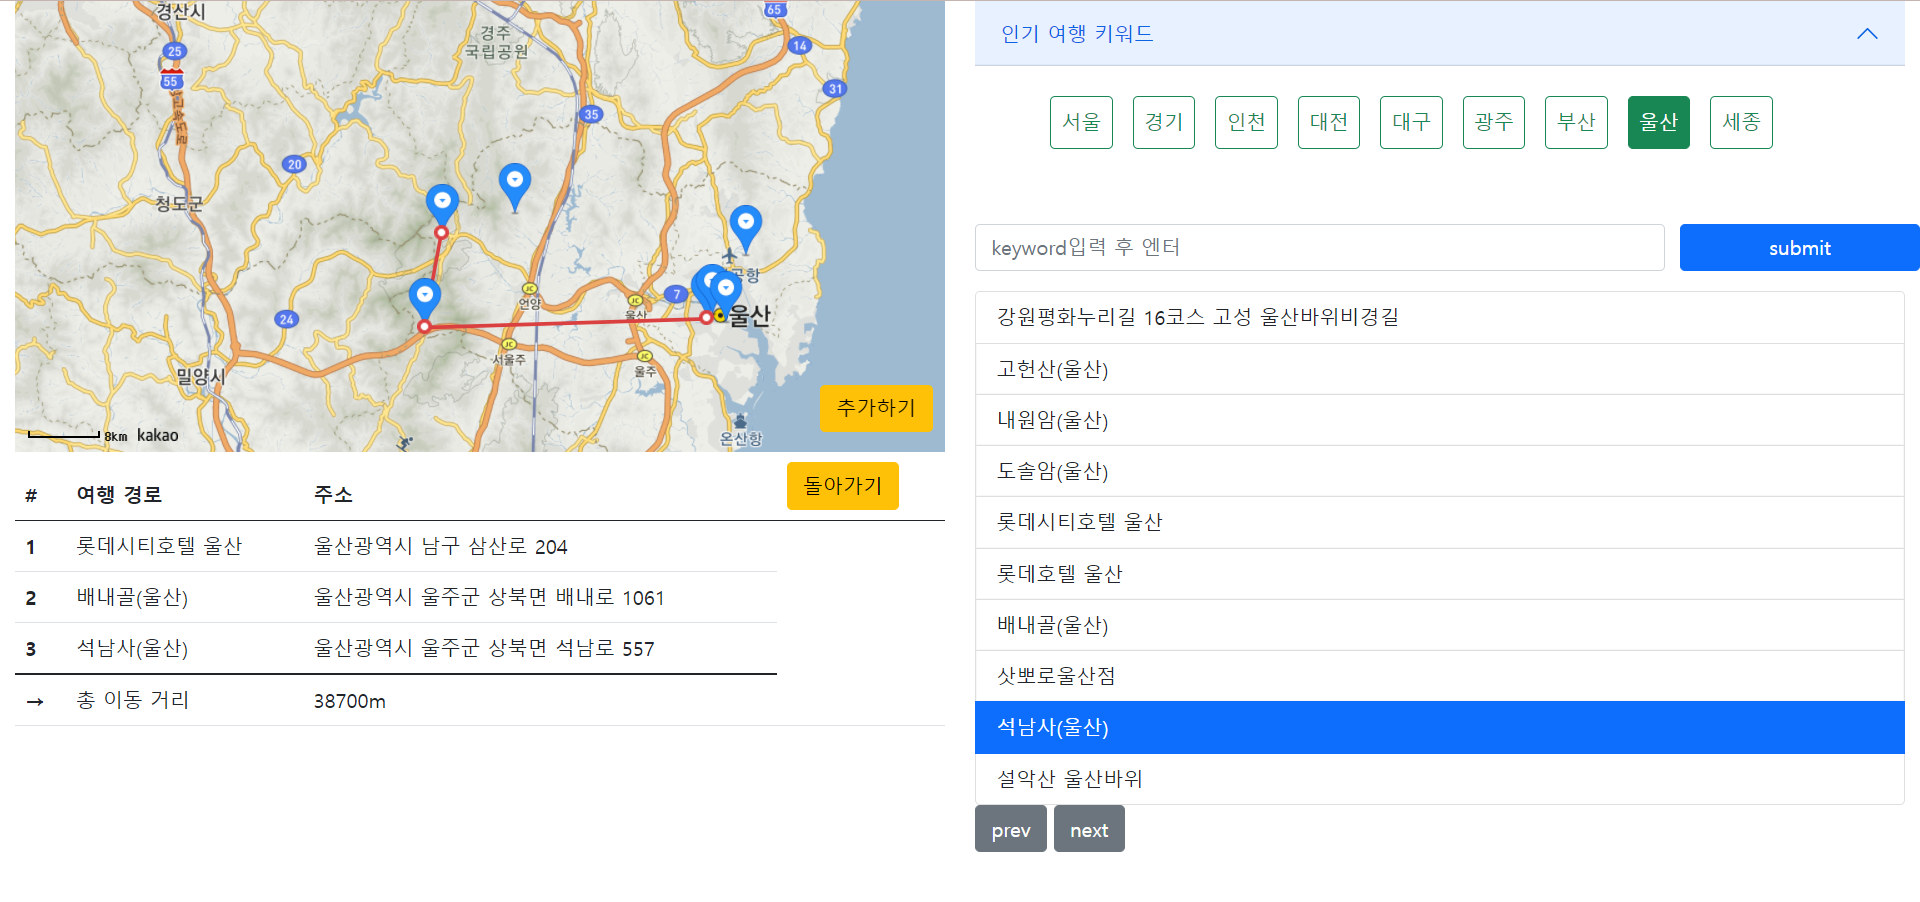 경산시
65
경주
국립공원
14
25
55
31
35
20
청도군
공항
7
언양
울산
울산
24
서울주
울주
밀양시
추가하기
8km kakao
온산항
# 여행 경로 주소
돌아가기
1 롯데시티호텔 울산 울산광역시 남구 삼산로 204
2 배내골(울산) 울산광역시 울주군 상북면 배내로 1061
3 석남사(울산) 울산광역시 울주군 상북면 석남로 557
→ 총 이동 거리 38700m
인기 여행 키워드
서울 경기 인천 대전 대구 광주 부산 울산 세종
keyword입력 후 엔터 submit
강원평화누리길 16코스 고성 울산바위비경길
고헌산(울산)
내원암(울산)
도솔암(울산)
롯데시티호텔 울산
롯데호텔 울산
배내골(울산)
삿뽀로울산점
석남사(울산)
설악산 울산바위
prev next